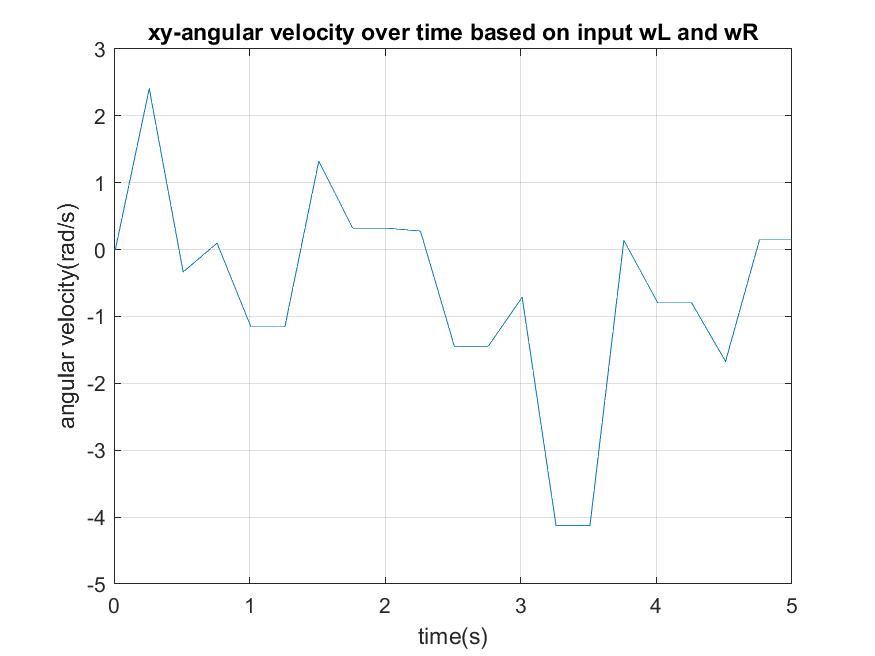 xy-angular velocity over time based on input wL and wR
3
2
1
0
-1
-2
-3
-4
-5
angular velocity(rad/s)
0 1 2 3 4 5
time(s)